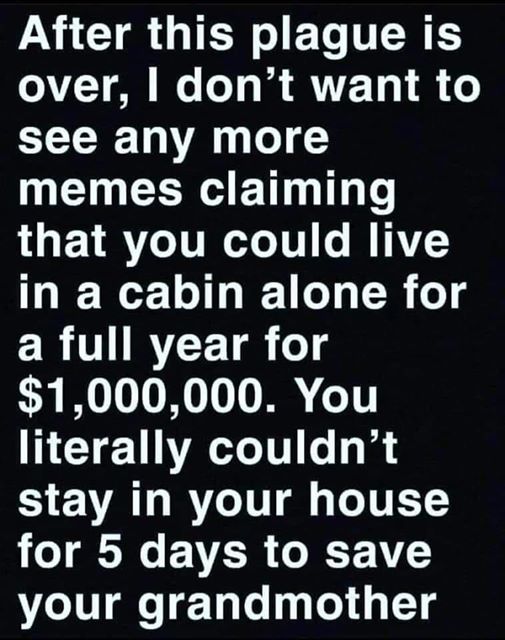 After this plague is
over, I don’t want to
see any more
memes claiming
that you could live
in a cabin alone for
a full year for
$1,000,000. You
literally couldn’t
stay in your house
for 5 days to save
your grandmother